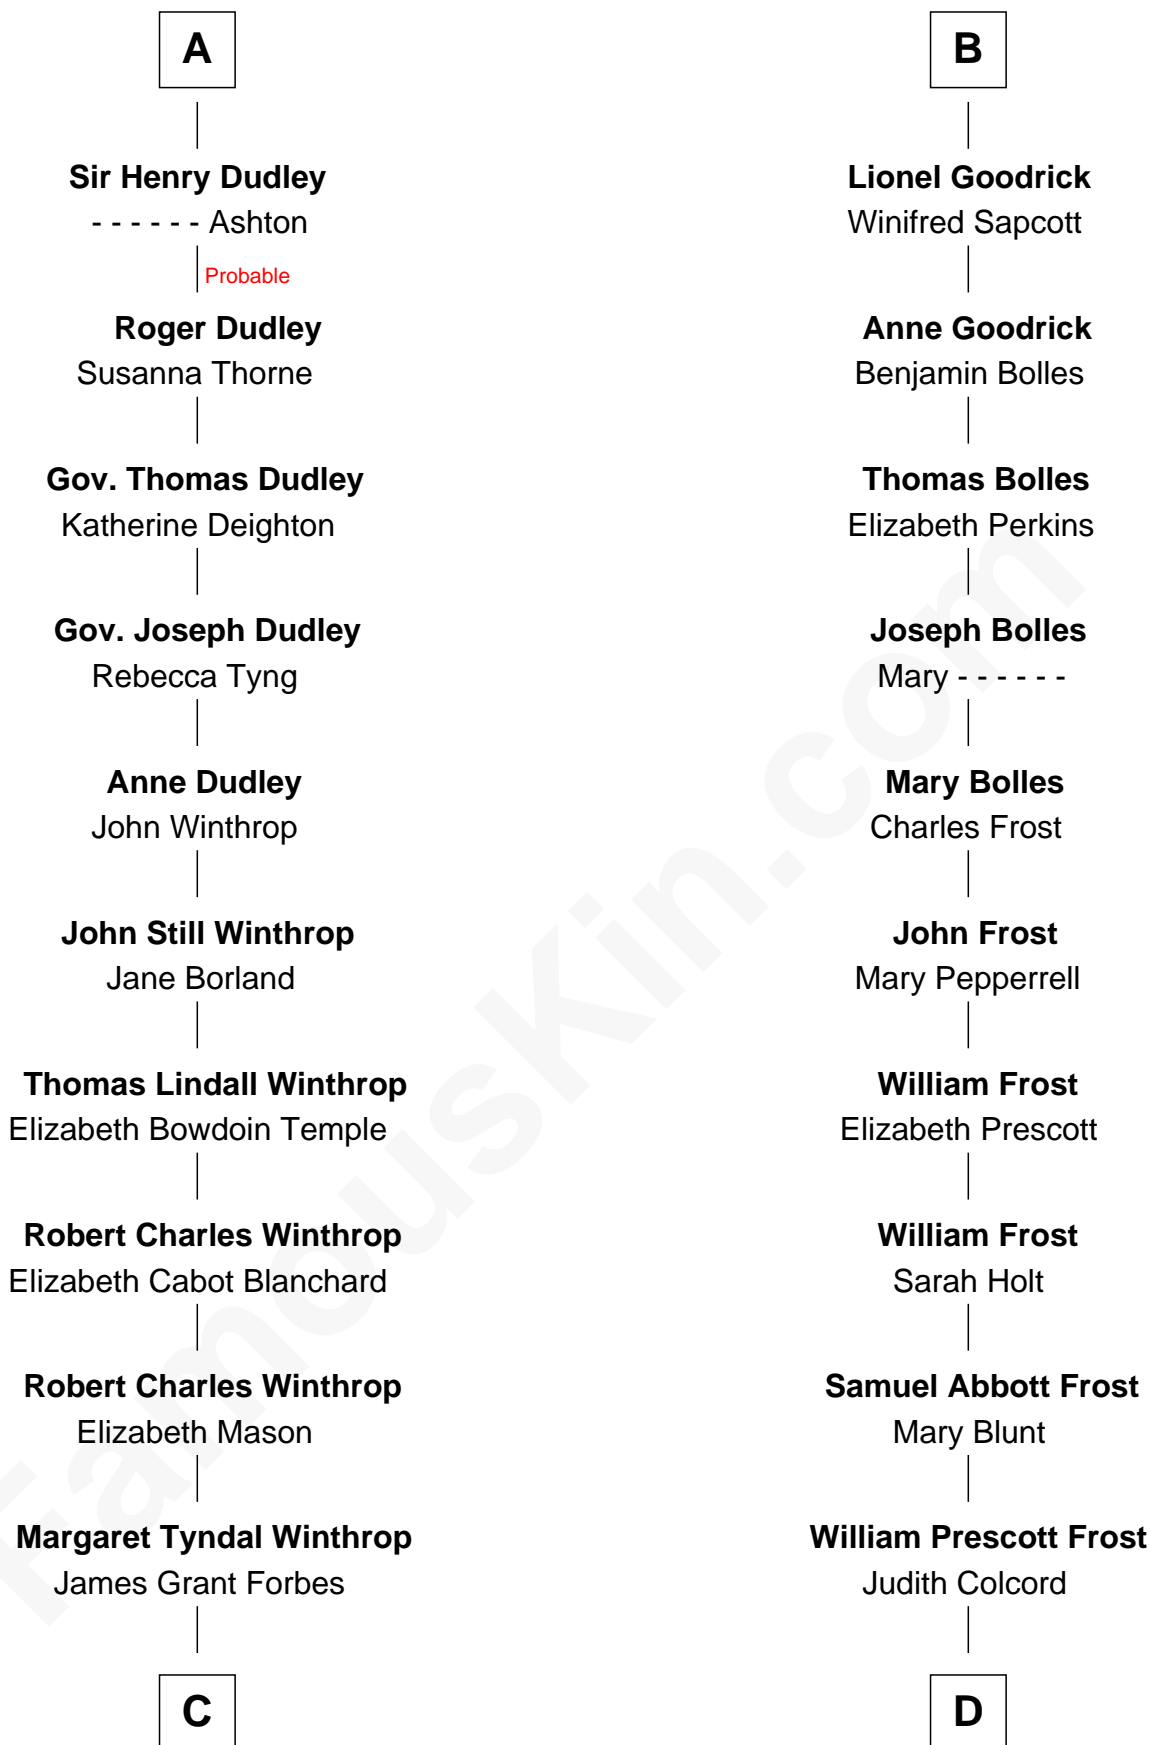 A
Sir Henry Dudley
- - - - - - Ashton
Probable
Roger Dudley
Susanna Thorne
Gov. Thomas Dudley
Katherine Deighton
Gov. Joseph Dudley
Rebecca Tyng
Anne Dudley
John Winthrop
John Still Winthrop
Jane Borland
Thomas Lindall Winthrop
Elizabeth Bowdoin Temple
Robert Charles Winthrop
Elizabeth Cabot Blanchard
Robert Charles Winthrop
Elizabeth Mason
Margaret Tyndal Winthrop
James Grant Forbes
C
B
Lionel Goodrick
Winifred Sapcott
Anne Goodrick
Benjamin Bolles
Thomas Bolles
Elizabeth Perkins
Joseph Bolles
Mary - - - - - -
Mary Bolles
Charles Frost
John Frost
Mary Pepperrell
William Frost
Elizabeth Prescott
William Frost
Sarah Holt
Samuel Abbott Frost
Mary Blunt
William Prescott Frost
Judith Colcord
D
FamousKin.com